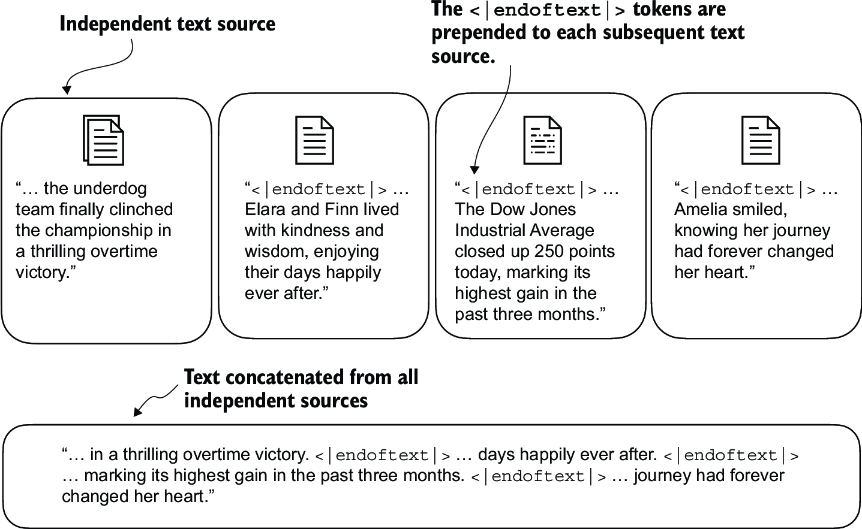 Independent text source
The <|endoftext|> tokens are
prepended to each subsequent text
source.
“… the underdog
team finally clinched
the championship in
a thrilling overtime
victory.”
“<|endoftext|> …
Elara and Finn lived
with kindness and
wisdom, enjoying
their days happily
ever after.”
“<|endoftext|> …
The Dow Jones
Industrial Average
closed up 250 points
today, marking its
highest gain in the
past three months.”
“<|endoftext|> …
Amelia smiled,
knowing her journey
had forever changed
her heart.”
Text concatenated from all
independent sources
“… in a thrilling overtime victory. <|endoftext|> … days happily ever after. <|endoftext|>
… marking its highest gain in the past three months. <|endoftext|> … journey had forever
changed her heart.”